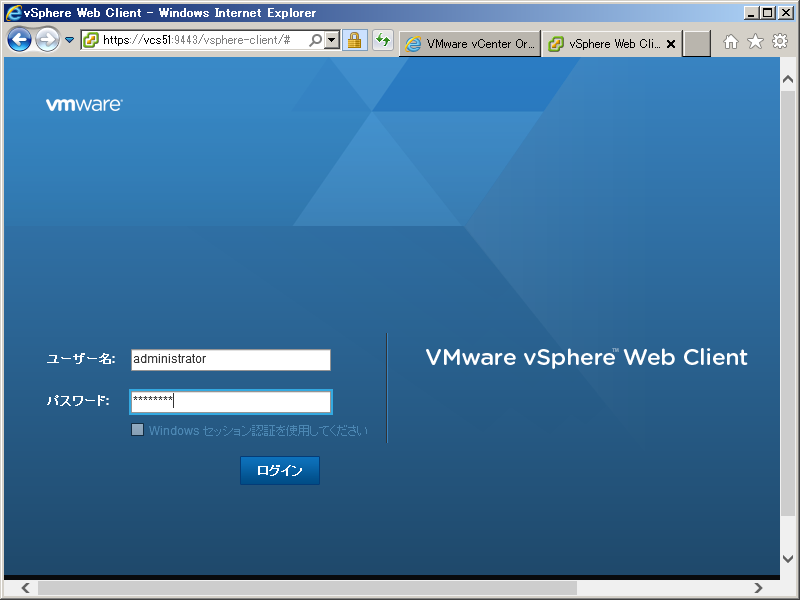 vSphere Web Client - Windows Internet Explorer
https://vcs51:9443/vsphere-client/#
VMware vCenter Or...
vSphere Web Cli...
vmware
ユーザー名:
administrator
パスワード:
********
Windows セッション認証を使用してください
ログイン
VMware vSphere™ Web Client